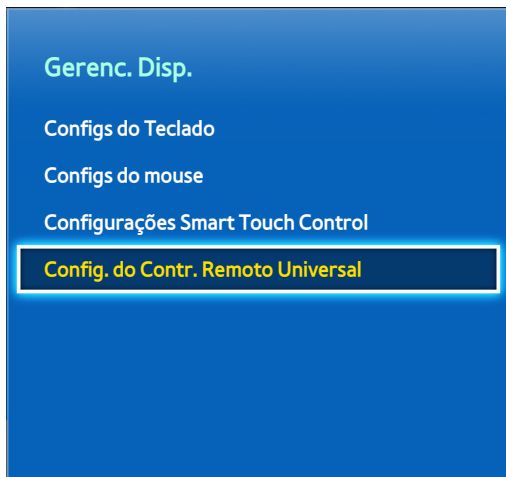 Gerenc. Disp.
Configs do Teclado
Configs do mouse
Configurações Smart Touch Control
Config. do Contr. Remoto Universal